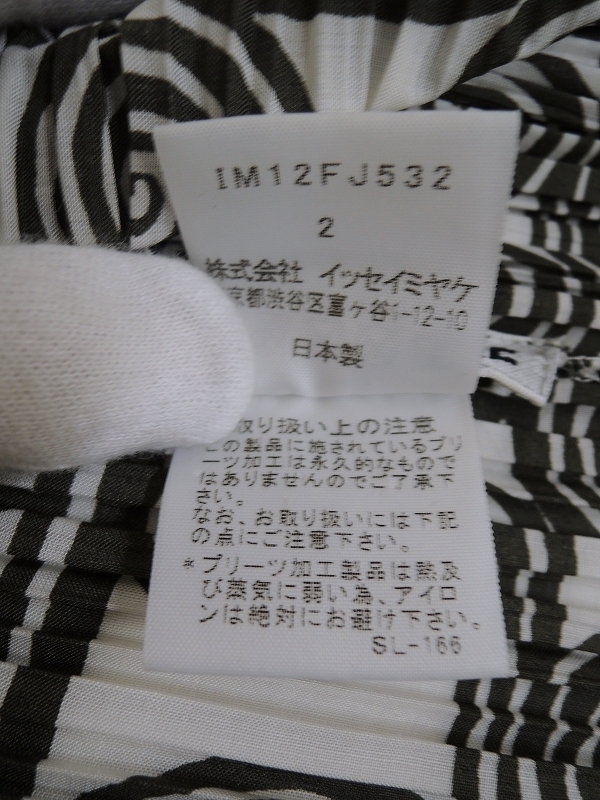 IM12FJ532
2
株式会社 イッセイミヤケ
京都渋谷区富ヶ谷1-12-10
日本製
取り扱い上の注意
この製品に施されているプリ
ーツ加工は永久的なもので
はありませんのでご了承下
さい。
なお、お取り扱いには下記
の点にご注意下さい。
*プリーツ加工製品は熱及
び蒸気に弱い為、アイロ
ンは絶対にお避け下さい。
SL-166